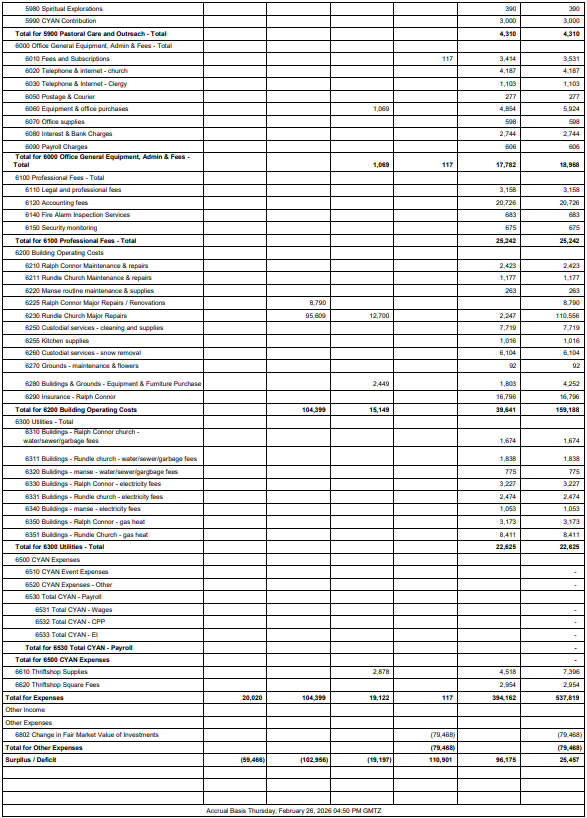 5980 Spiritual Explorations 390 390
5990 CYAN Contribution 3,000 3,000
Total for 5900 Pastoral Care and Outreach - Total 4,310 4,310
6000 Office General Equipment, Admin & Fees - Total
6010 Fees and Subscriptions 117 3,414 3,531
6020 Telephone & internet - church 4,187 4,187
6030 Telephone & Internet - Clergy 1,103 1,103
6050 Postage & Courier 277 277
6060 Equipment & office purchases 1,069 4,854 5,924
6070 Office supplies 598 598
6080 Interest & Bank Charges 2,744 2,744
6090 Payroll Charges 606 606
Total for 6000 Office General Equipment, Admin & Fees -
Total 1,069 117 17,782 18,968
6100 Professional Fees - Total
6110 Legal and professional fees 3,158 3,158
6120 Accounting fees 20,726 20,726
6140 Fire Alarm Inspection Services 683 683
6150 Security monitoring 675 675
Total for 6100 Professional Fees - Total 25,242 25,242
6200 Building Operating Costs
6210 Ralph Connor Maintenance & repairs 2,423 2,423
6211 Rundle Church Maintenance & repairs 1,177 1,177
6220 Manse routine maintenance & supplies 263 263
6225 Ralph Connor Major Repairs / Renovations 8,790 8,790
6230 Rundle Church Major Repairs 95,609 12,700 2,247 110,556
6250 Custodial services - cleaning and supplies 7,719 7,719
6255 Kitchen supplies 1,016 1,016
6260 Custodial services - snow removal 6,104 6,104
6270 Grounds - maintenance & flowers 92 92
6280 Buildings & Grounds - Equipment & Furniture Purchase 2,449 1,803 4,252
6290 Insurance - Ralph Connor 16,796 16,796
Total for 6200 Building Operating Costs 104,399 15,149 39,641 159,188
6300 Utilities - Total
6310 Buildings - Ralph Connor church -
water/sewer/garbage fees 1,674 1,674
6311 Buildings - Rundle church - water/sewer/garbage fees 1,838 1,838
6320 Buildings - manse - water/sewer/gargbage fees 775 775
6330 Buildings - Ralph Connor - electricity fees 3,227 3,227
6331 Buildings - Rundle church - electricity fees 2,474 2,474
6340 Buildings - manse - electricity fees 1,053 1,053
6350 Buildings - Ralph Connor - gas heat 3,173 3,173
6351 Buildings - Rundle Church - gas heat 8,411 8,411
Total for 6300 Utilities - Total 22,625 22,625
6500 CYAN Expenses
6510 CYAN Event Expenses -
6520 CYAN Expenses - Other -
6530 Total CYAN - Payroll
6531 Total CYAN - Wages -
6532 Total CYAN - CPP -
6533 Total CYAN - EI -
Total for 6530 Total CYAN - Payroll -
Total for 6500 CYAN Expenses -
6610 Thriftshop Supplies 2,878 4,518 7,396
6620 Thriftshop Square Fees 2,954 2,954
Total for Expenses 20,020 104,399 19,122 117 394,162 537,819
Other Income
Other Expenses
6802 Change in Fair Market Value of Investments (79,468) (79,468)
Total for Other Expenses (79,468) (79,468)
Surpllus / Deficit (59,466) (102,956) (19,197) 110,901 96,175 25,457
Accrual Basis Thursday, February 26, 2026 04:50 PM GMTZ